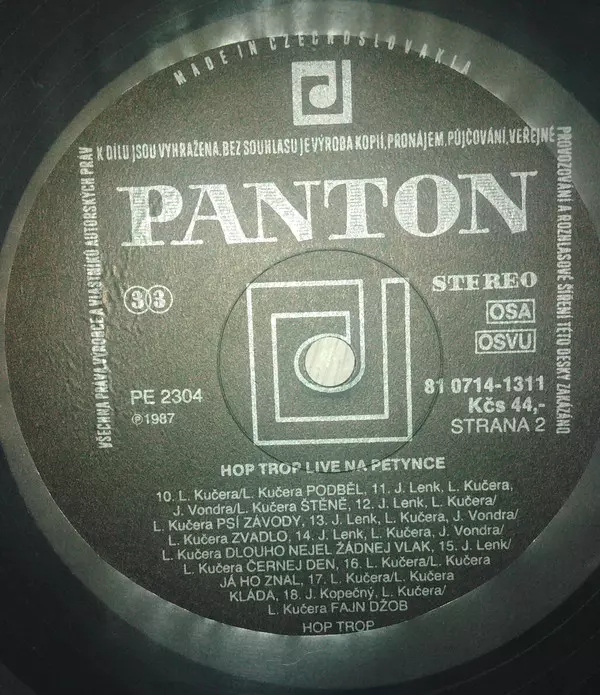 MADE IN CZECHOSLOVAKIA
VŠECHNA PRÁVA VÝROBCE A VLASTNÍKŮ AUTORSKÝCH PRÁV
K DÍLU JSOU VYHRAŽENA. BEZ SOUHLASU JE VÝROBA KOPIÍ, PRONÁJEM, PŮJČOVÁNÍ, VEŘEJNÉ
PROVOZOVÁNÍ A ROZHLASOVÉ ŠÍŘENÍ TÉTO DESKY ZAKÁZÁNO
PANTON
33
STEREO
OSA
OSVU
PE 2304
℗1987
81 0714-1311
Kčs 44,-
STRANA 2
HOP TROP LIVE NA PETYNCE
10. L. Kučera/L. Kučera PODBĚL, 11. J. Lenk, L. Kučera,
J. Vondra/L. Kučera ŠTĚNĚ, 12. J. Lenk, L. Kučera/
L. Kučera PSÍ ZÁVODY, 13. J. Lenk, L. Kučera, J. Vondra/
L. Kučera ZVADLO, 14. J. Lenk, L. Kučera, J. Vondra/
L. Kučera DLOUHO NEJEL ŽÁDNEJ VLAK, 15. J. Lenk/
L. Kučera ČERNEJ DEN, 16. L. Kučera/L. Kučera
JÁ HO ZNAL, 17. L. Kučera/L. Kučera
KLÁDA, 18. J. Kopečný, L. Kučera/
L. Kučera FAJN DŽOB
HOP TROP